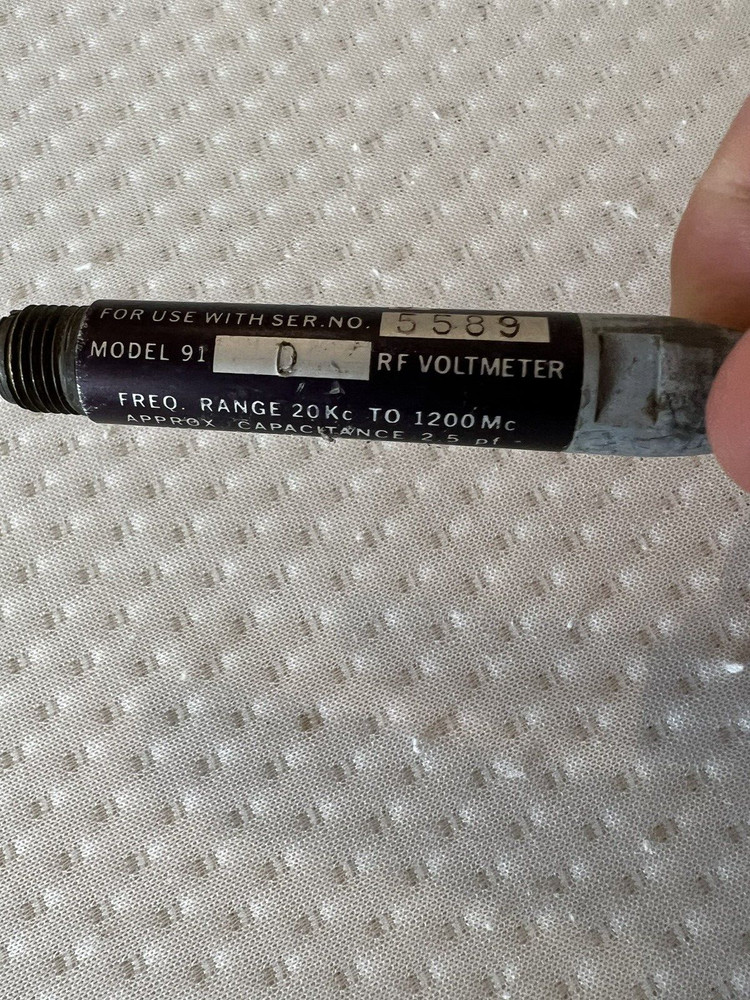 FOR USE WITH SER.NO. 5589
MODEL 91 D RF VOLTMETER
FREQ. RANGE 20Kc TO 1200Mc
APPROX CAPACITANCE 2.5 pf